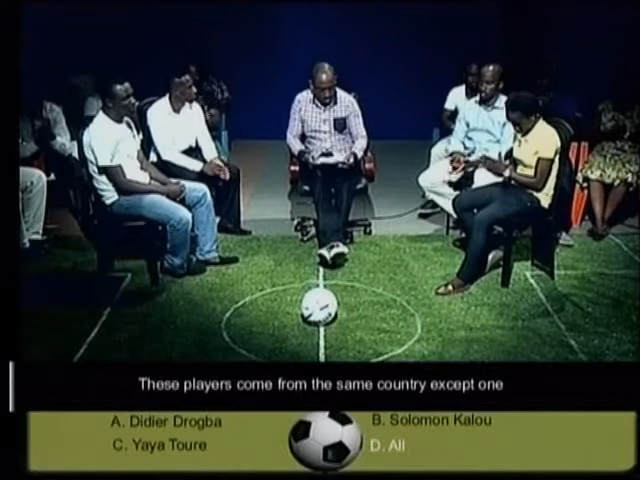 These players come from the same country except one
A. Didier Drogba
B. Solomon Kalou
C. Yaya Toure
D. All